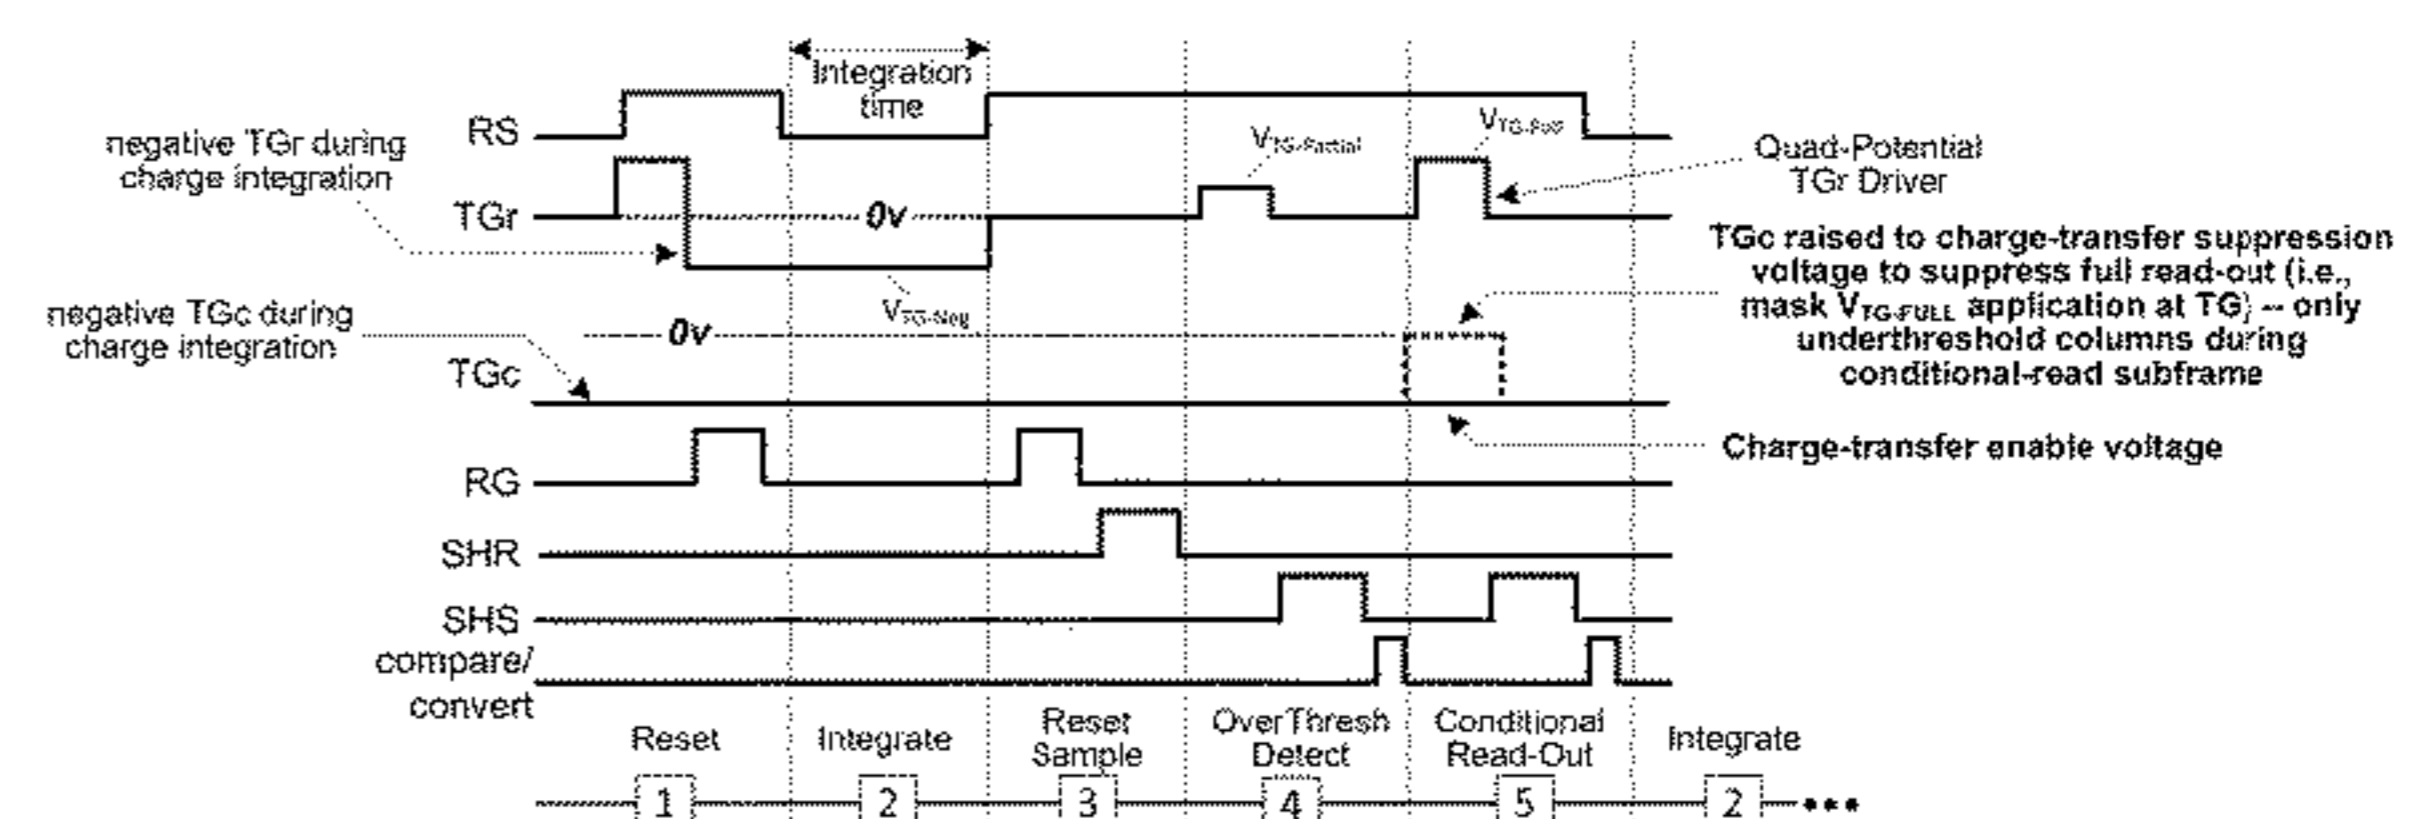 Integration
time
RS
negative TGr during
charge integration
TGr
0v
VTG-Partial
VTG-Full
Quad-Potential
TGr Driver
TGc raised to charge-transfer suppression
voltage to suppress full read-out (i.e.,
mask VTG-FULL application at TG) -- only
underthreshold columns during
conditional-read subframe
VTG-Neg
negative TGc during
charge integration
0v
TGc
Charge-transfer enable voltage
RG
SHR
SHS
compare/
convert
Reset
Integrate
Reset
Sample
OverThresh
Detect
Conditional
Read-Out
Integrate
1
2
3
4
5
2